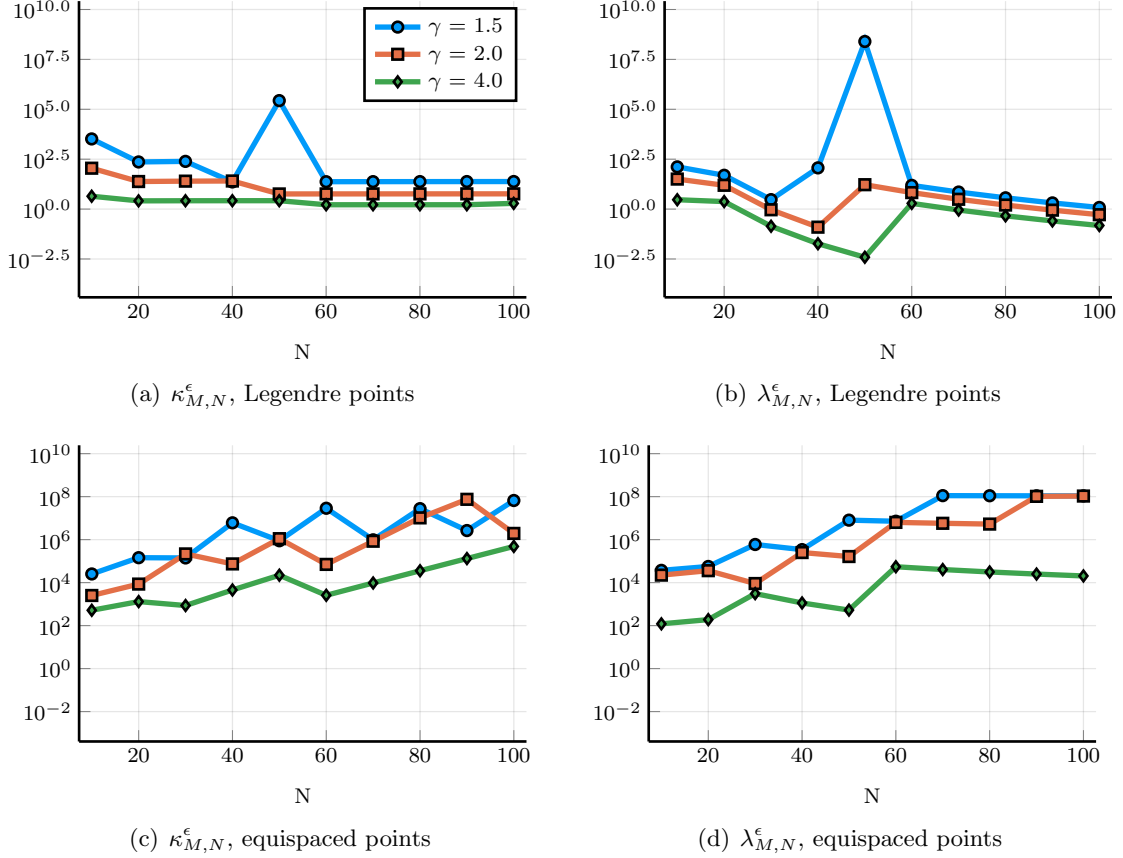 10^{10.0}
10^{7.5}
10^{5.0}
10^{2.5}
10^{0.0}
10^{-2.5}
γ = 1.5
γ = 2.0
γ = 4.0
20 40 60 80 100
N
(a) κ^ϵ_{M,N}, Legendre points
10^{10.0}
10^{7.5}
10^{5.0}
10^{2.5}
10^{0.0}
10^{-2.5}
20 40 60 80 100
N
(b) λ^ϵ_{M,N}, Legendre points
10^{10}
10^{8}
10^{6}
10^{4}
10^{2}
10^{0}
10^{-2}
20 40 60 80 100
N
(c) κ^ϵ_{M,N}, equispaced points
10^{10}
10^{8}
10^{6}
10^{4}
10^{2}
10^{0}
10^{-2}
20 40 60 80 100
N
(d) λ^ϵ_{M,N}, equispaced points